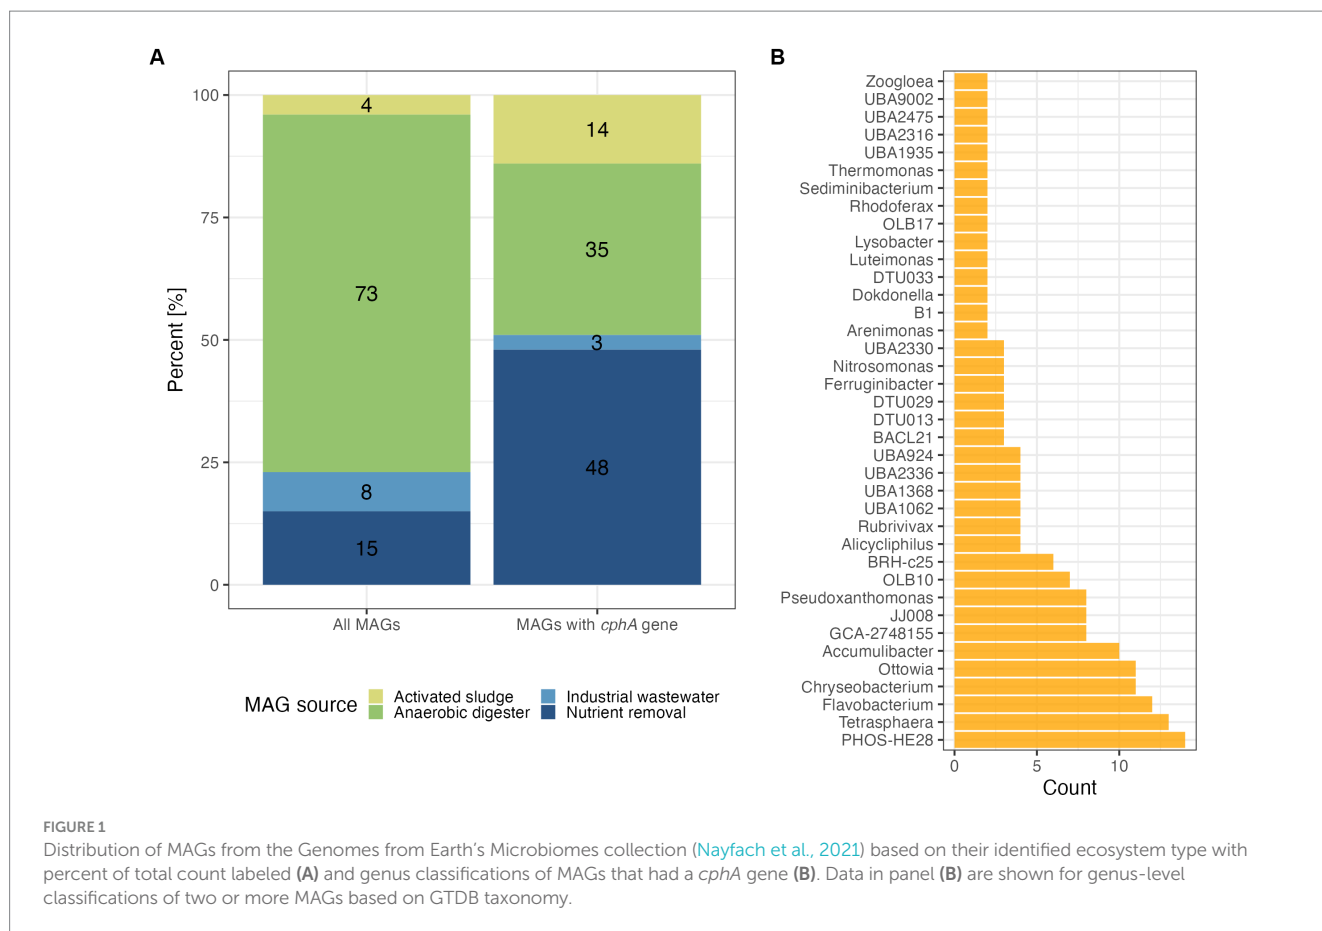 A
100
75
50
25
0
Percent [%]
4
73
8
15
14
35
3
48
All MAGs
MAGs with cphA gene
MAG source
Activated sludge
Anaerobic digester
Industrial wastewater
Nutrient removal
B
Zoogloea
UBA9002
UBA2475
UBA2316
UBA1935
Thermomonas
Sediminibacterium
Rhodoferax
OLB17
Lysobacter
Luteimonas
DTU033
Dokdonella
B1
Arenimonas
UBA2330
Nitrosomonas
Ferruginibacter
DTU029
DTU013
BACL21
UBA924
UBA2336
UBA1368
UBA1062
Rubrivivax
Alicycliphilus
BRH-c25
OLB10
Pseudoxanthomonas
JJ008
GCA-2748155
Accumulibacter
Ottowia
Chryseobacterium
Flavobacterium
Tetrasphaera
PHOS-HE28
0 5 10
Count
FIGURE 1
Distribution of MAGs from the Genomes from Earth's Microbiomes collection (Nayfach et al., 2021) based on their identified ecosystem type with
percent of total count labeled (A) and genus classifications of MAGs that had a cphA gene (B). Data in panel (B) are shown for genus-level
classifications of two or more MAGs based on GTDB taxonomy.